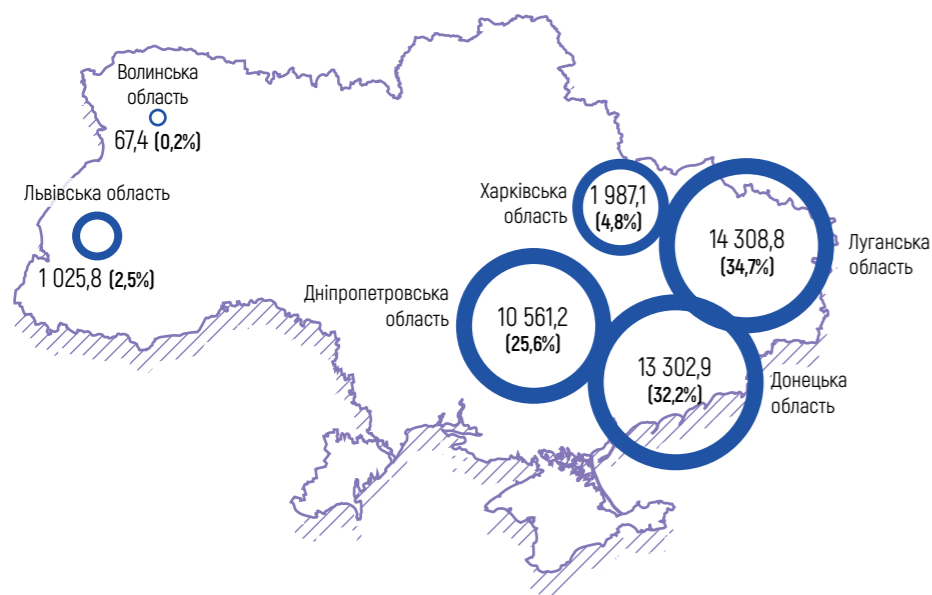 Волинська
область
67,4 (0,2%)
Львівська область
1 025,8 (2,5%)
Харківська
область
1 987,1
(4,8%)
14 308,8
(34,7%)
Луганська
область
Дніпропетровська
область
10 561,2
(25,6%)
13 302,9
(32,2%)
Донецька
область